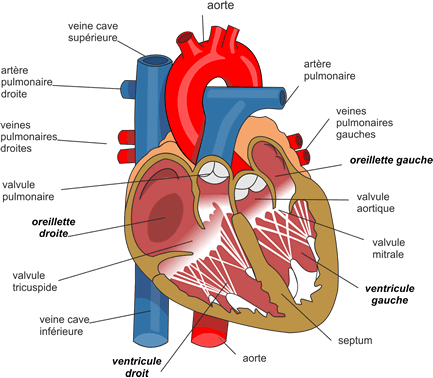 aorte
veine cave
supérieure
artère
pulmonaire
droite
artère
pulmonaire
veines
pulmonaires
droites
veines
pulmonaires
gauches
oreillette gauche
valvule
pulmonaire
valvule
aortique
oreillette
droite
valvule
mitrale
valvule
tricuspide
ventricule
gauche
veine cave
inférieure
septum
ventricule
droit
aorte